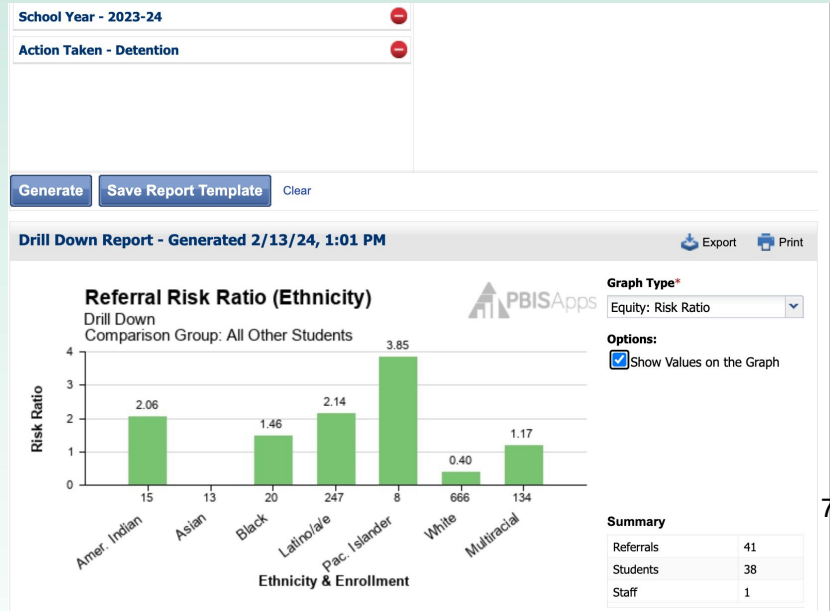 School Year - 2023-24
Action Taken - Detention
Generate Save Report Template Clear
Drill Down Report - Generated 2/13/24, 1:01 PM
Export Print
Referral Risk Ratio (Ethnicity)
Drill Down
Comparison Group: All Other Students
PBISApps
Graph Type*
Equity: Risk Ratio
Options:
Show Values on the Graph
Risk Ratio
4
3
2
1
0
2.06
1.46
2.14
3.85
0.40
1.17
15 13 20 247 8 666 134
Amer. Indian
Asian
Black
Latino/a/e
Pac. Islander
White
Multiracial
Ethnicity & Enrollment
Summary
Referrals 41
Students 38
Staff 1
7